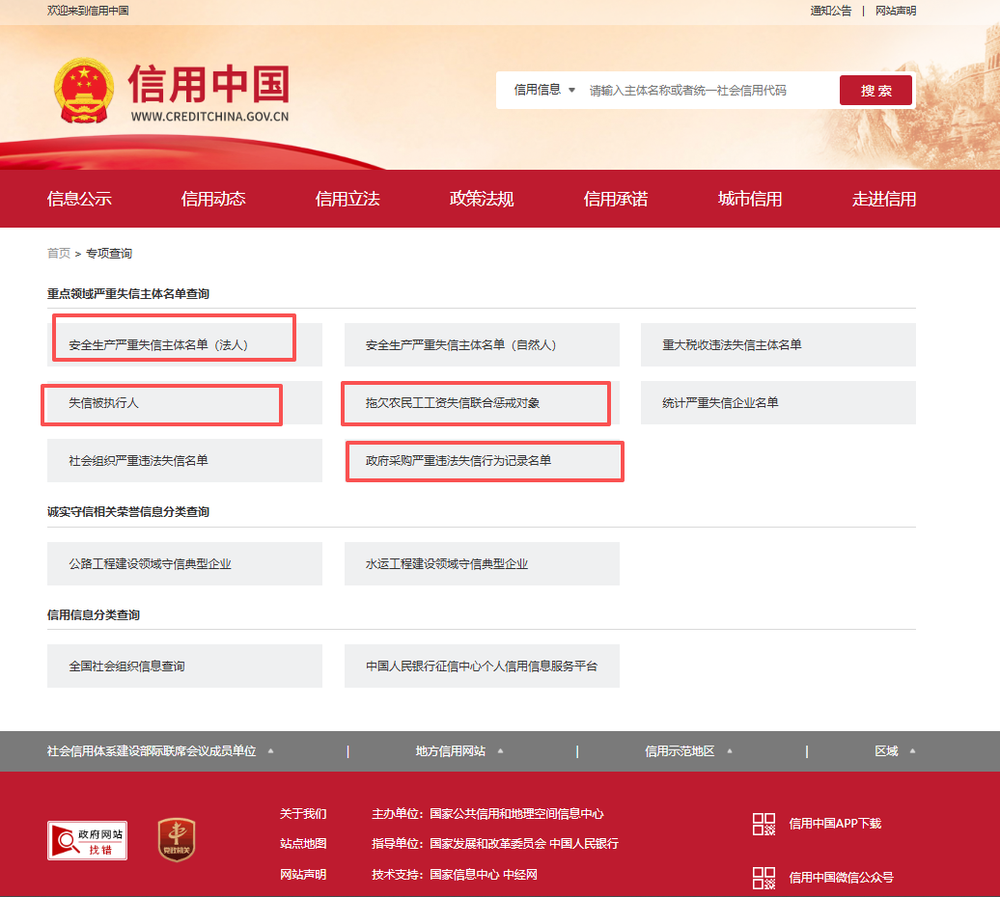 欢迎来到信用中国
通知公告 | 网站声明
信用中国
WWW.CREDITCHINA.GOV.CN
信用信息 请输入主体名称或者统一社会信用代码 搜 索
信息公示 信用动态 信用立法 政策法规 信用承诺 城市信用 走进信用
首页 > 专项查询
重点领域严重失信主体名单查询
安全生产严重失信主体名单（法人） 安全生产严重失信主体名单（自然人） 重大税收违法失信主体名单
失信被执行人 拖欠农民工工资失信联合惩戒对象 统计严重失信企业名单
社会组织严重违法失信名单 政府采购严重违法失信行为记录名单
诚实守信相关荣誉信息分类查询
公路工程建设领域守信典型企业 水运工程建设领域守信典型企业
信用信息分类查询
全国社会组织信息查询 中国人民银行征信中心个人信用信息服务平台
社会信用体系建设部际联席会议成员单位 | 地方信用网站 | 信用示范地区 | 区域
政府网站
找错
党政机关
关于我们 主办单位：国家公共信用和地理空间信息中心
站点地图 指导单位：国家发展和改革委员会 中国人民银行
网站声明 技术支持：国家信息中心 中经网
信用中国APP下载
信用中国微信公众号